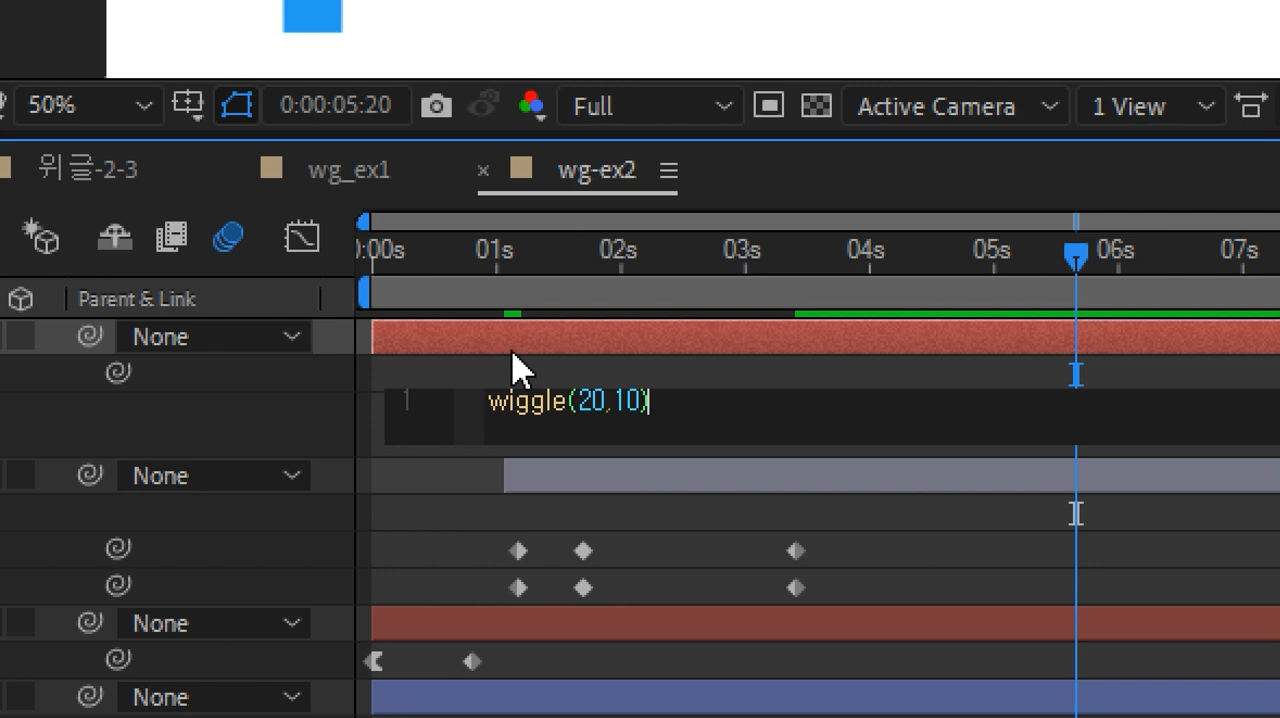 50% 0:00:05:20 Full Active Camera 1 View
위글-2-3 wg_ex1 × wg-ex2
):00s 01s 02s 03s 04s 05s 06s 07s
Parent & Link
None
1 wiggle(20,10)
None
None
None